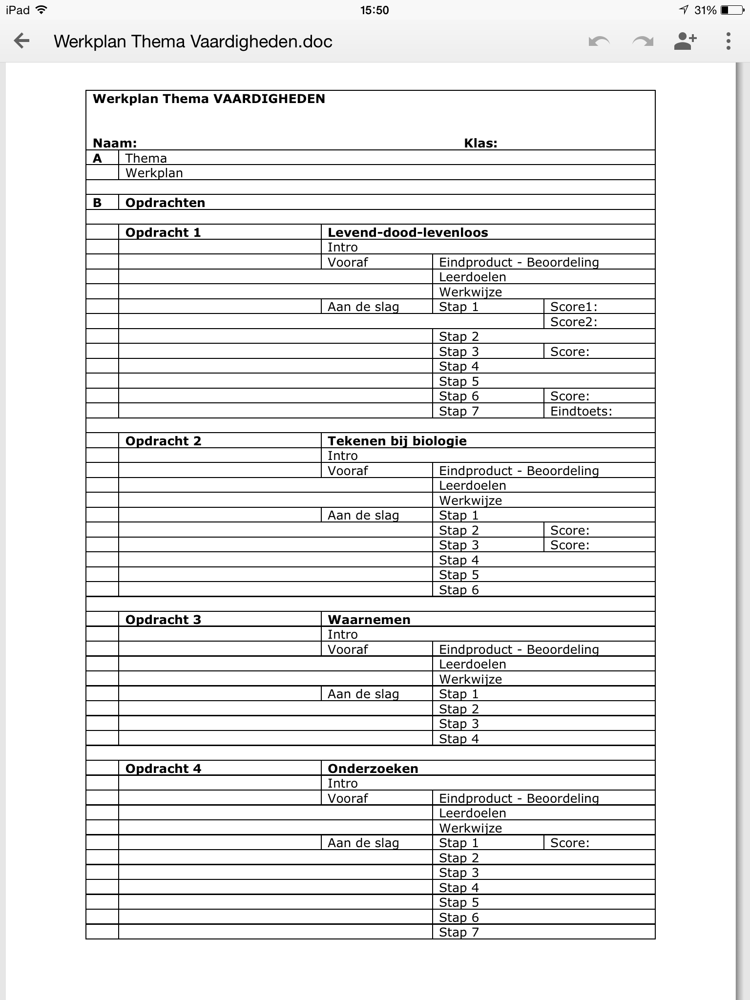 iPad 15:50 31%
Werkplan Thema Vaardigheden.doc
Werkplan Thema VAARDIGHEDEN
Naam: Klas:
A Thema
Werkplan
B Opdrachten
Opdracht 1 Levend-dood-levenloos
Intro
Vooraf Eindproduct - Beoordeling
Leerdoelen
Werkwijze
Aan de slag Stap 1 Score1:
Score2:
Stap 2
Stap 3 Score:
Stap 4
Stap 5
Stap 6 Score:
Stap 7 Eindtoets:
Opdracht 2 Tekenen bij biologie
Intro
Vooraf Eindproduct - Beoordeling
Leerdoelen
Werkwijze
Aan de slag Stap 1
Stap 2 Score:
Stap 3 Score:
Stap 4
Stap 5
Stap 6
Opdracht 3 Waarnemen
Intro
Vooraf Eindproduct - Beoordeling
Leerdoelen
Werkwijze
Aan de slag Stap 1
Stap 2
Stap 3
Stap 4
Opdracht 4 Onderzoeken
Intro
Vooraf Eindproduct - Beoordeling
Leerdoelen
Werkwijze
Aan de slag Stap 1 Score:
Stap 2
Stap 3
Stap 4
Stap 5
Stap 6
Stap 7